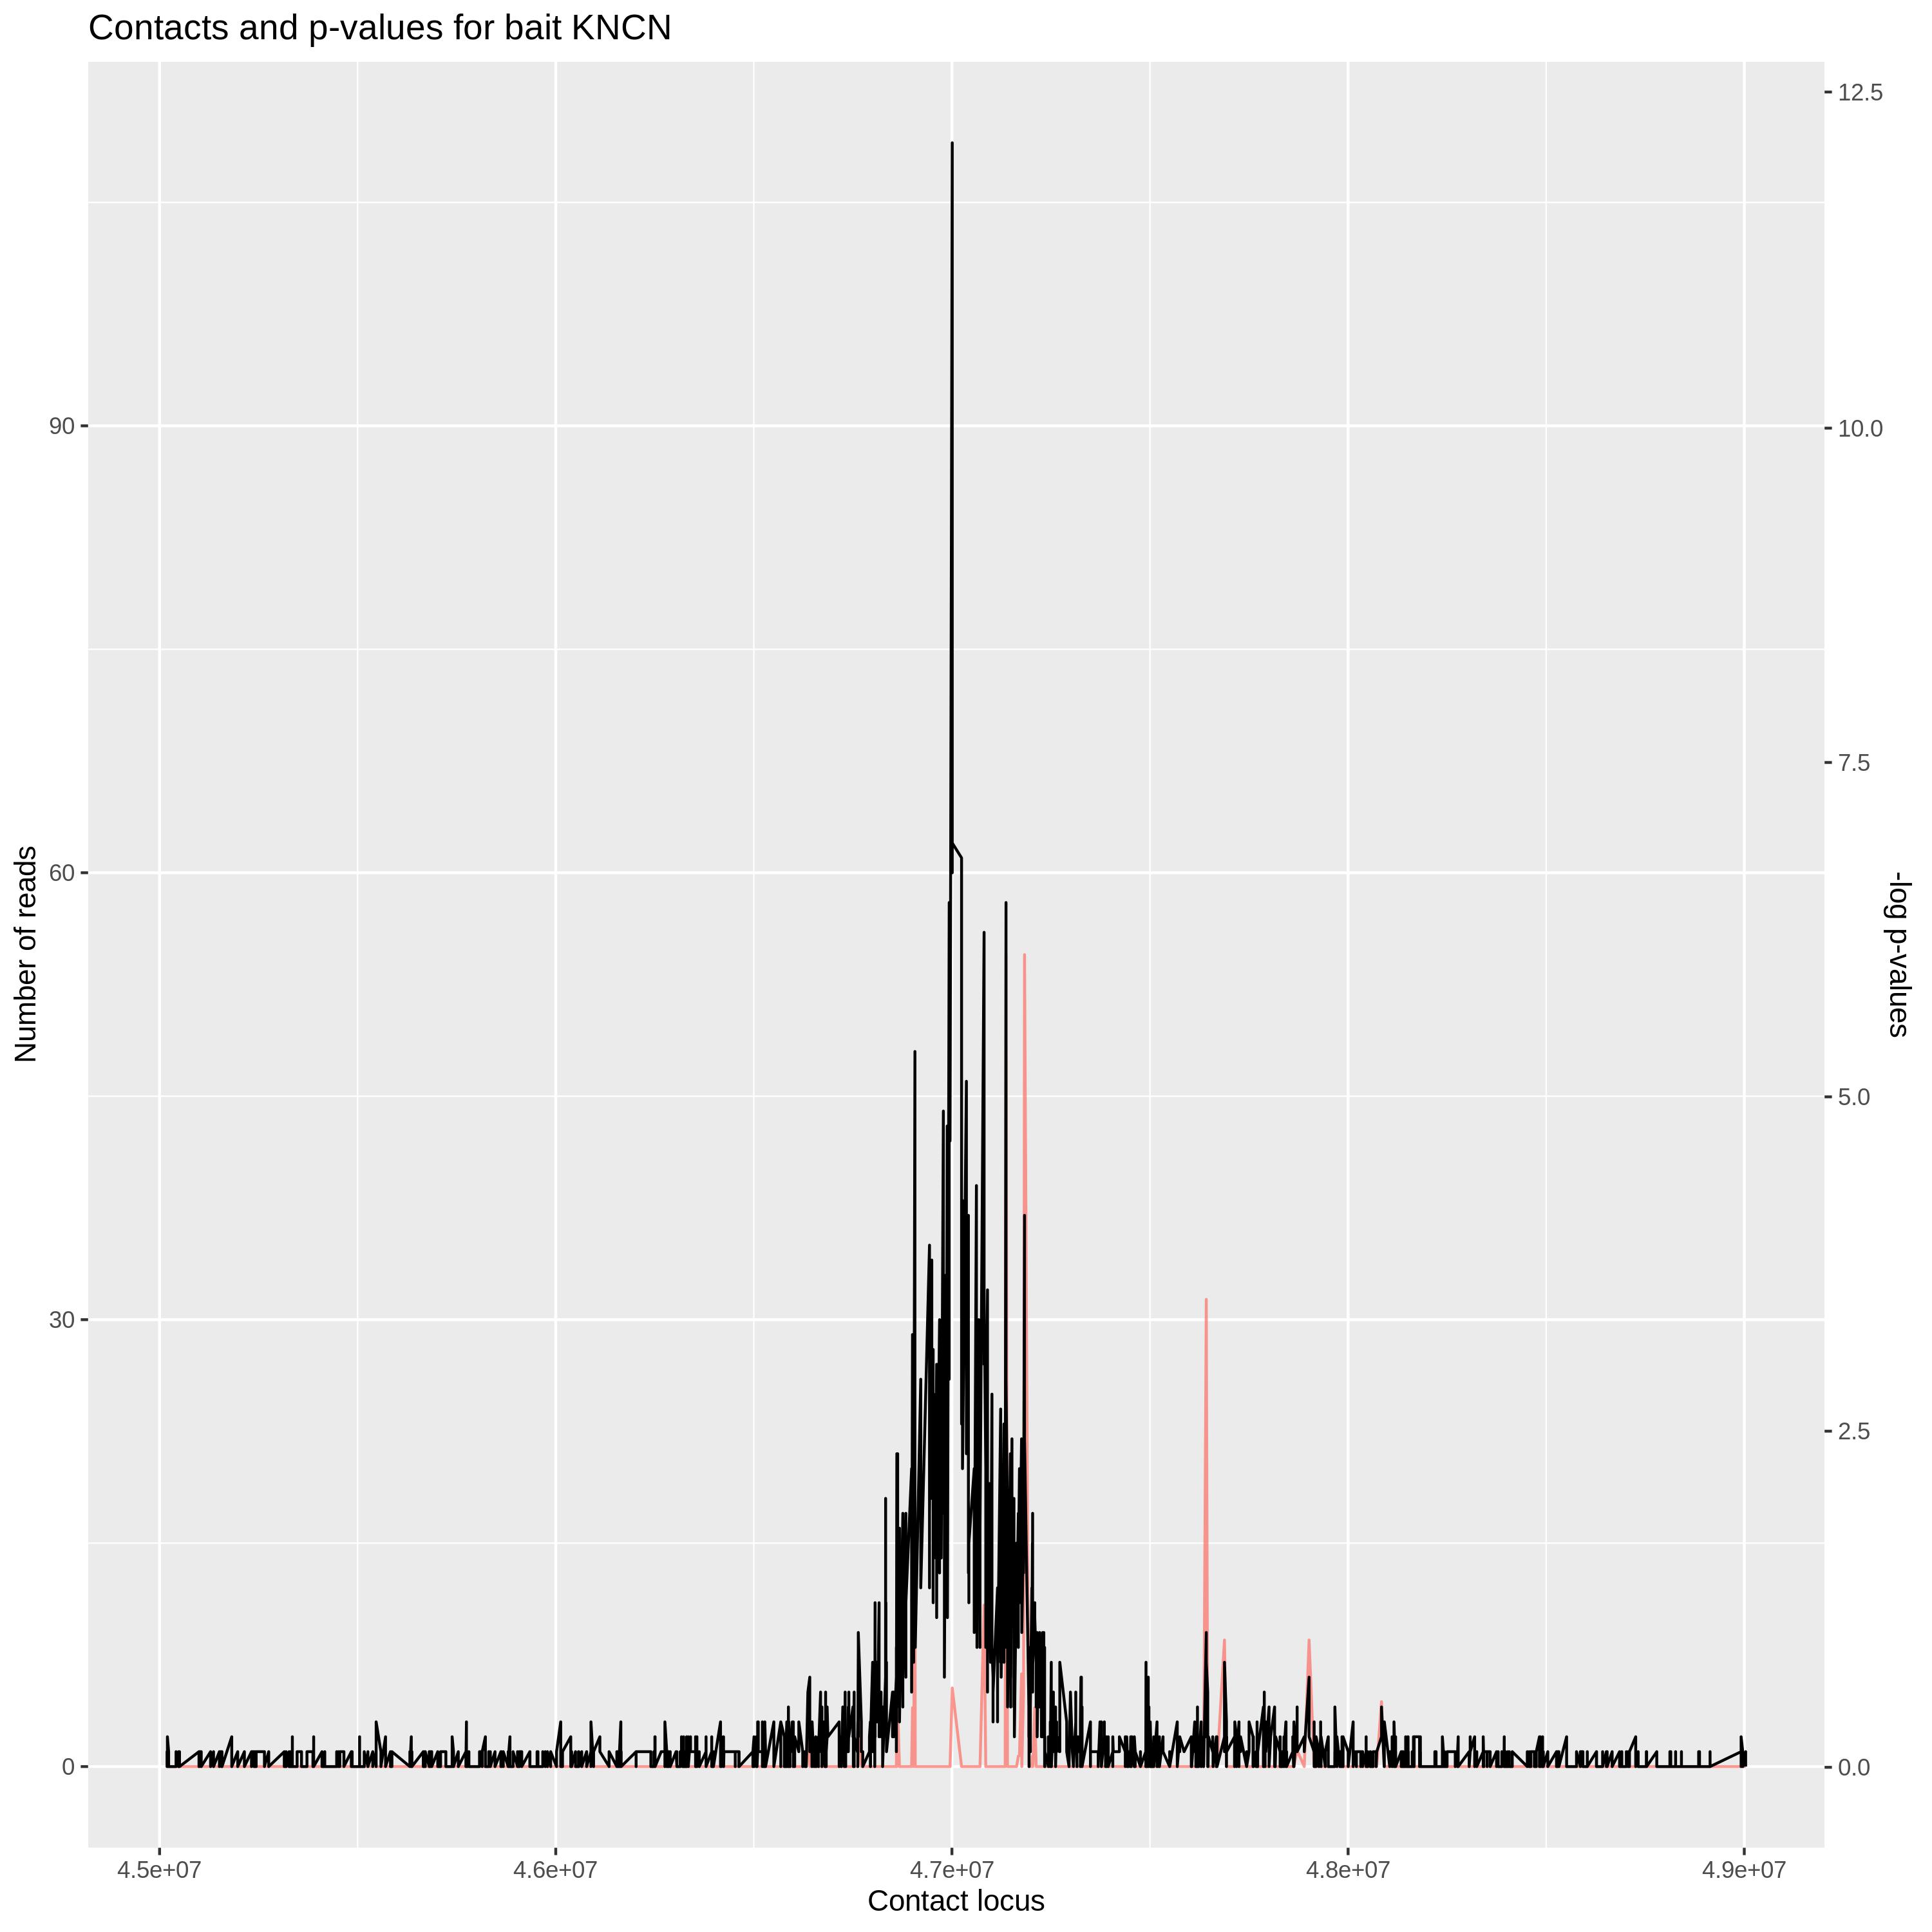 Contacts and p-values for bait KNCN
12.5
90
10.0
7.5
60
Number of reads
-log p-values
5.0
30
2.5
0
0.0
4.5e+07
4.6e+07
4.7e+07
4.8e+07
4.9e+07
Contact locus